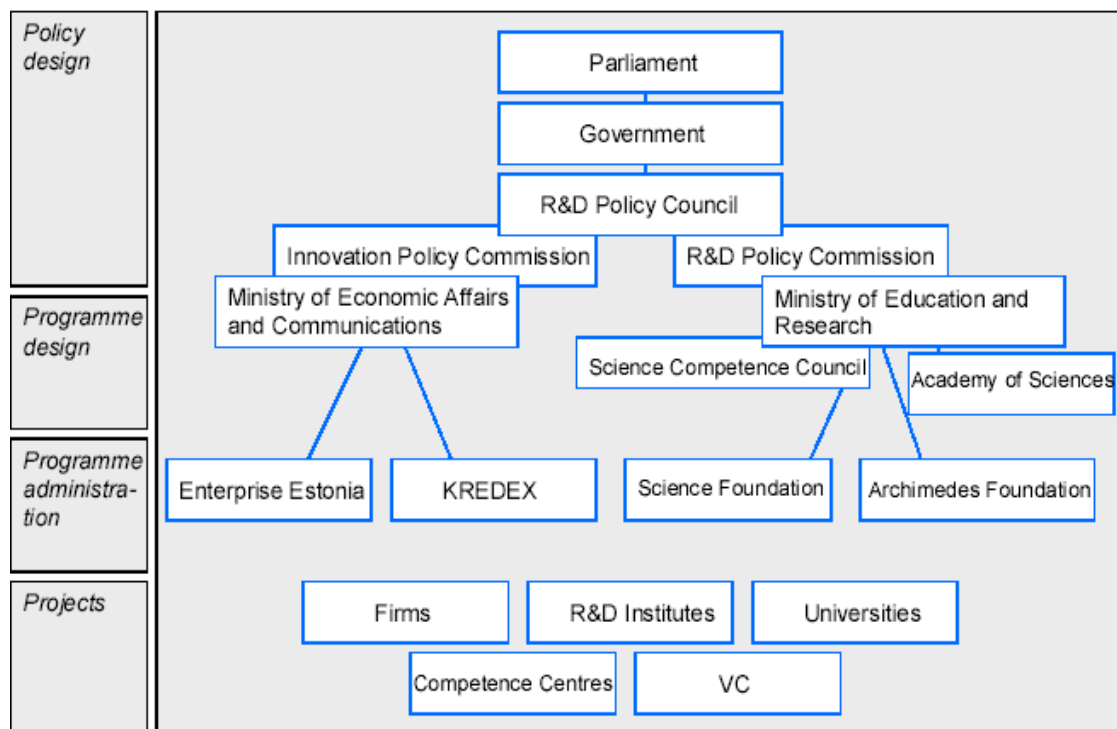 Policy
design
Parliament
Government
R&D Policy Council
Innovation Policy Commission
R&D Policy Commission
Programme
design
Ministry of Economic Affairs
and Communications
Ministry of Education and
Research
Science Competence Council
Academy of Sciences
Programme
administra-
tion
Enterprise Estonia
KREDEX
Science Foundation
Archimedes Foundation
Projects
Firms
R&D Institutes
Universities
Competence Centres
VC